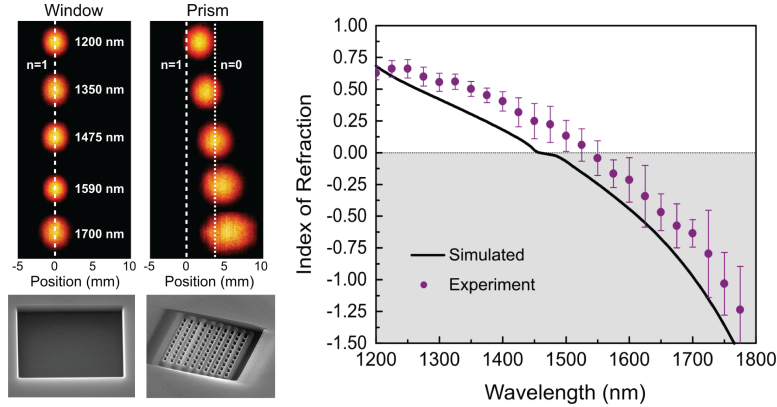 Window
Prism
1200 nm
n=1
1350 nm
1475 nm
1590 nm
1700 nm
n=1
n=0
-5 0 5 10
Position (mm)
-5 0 5 10
Position (mm)
Index of Refraction
1.00
0.75
0.50
0.25
0.00
-0.25
-0.50
-0.75
-1.00
-1.25
-1.50
Simulated
Experiment
1200 1300 1400 1500 1600 1700 1800
Wavelength (nm)